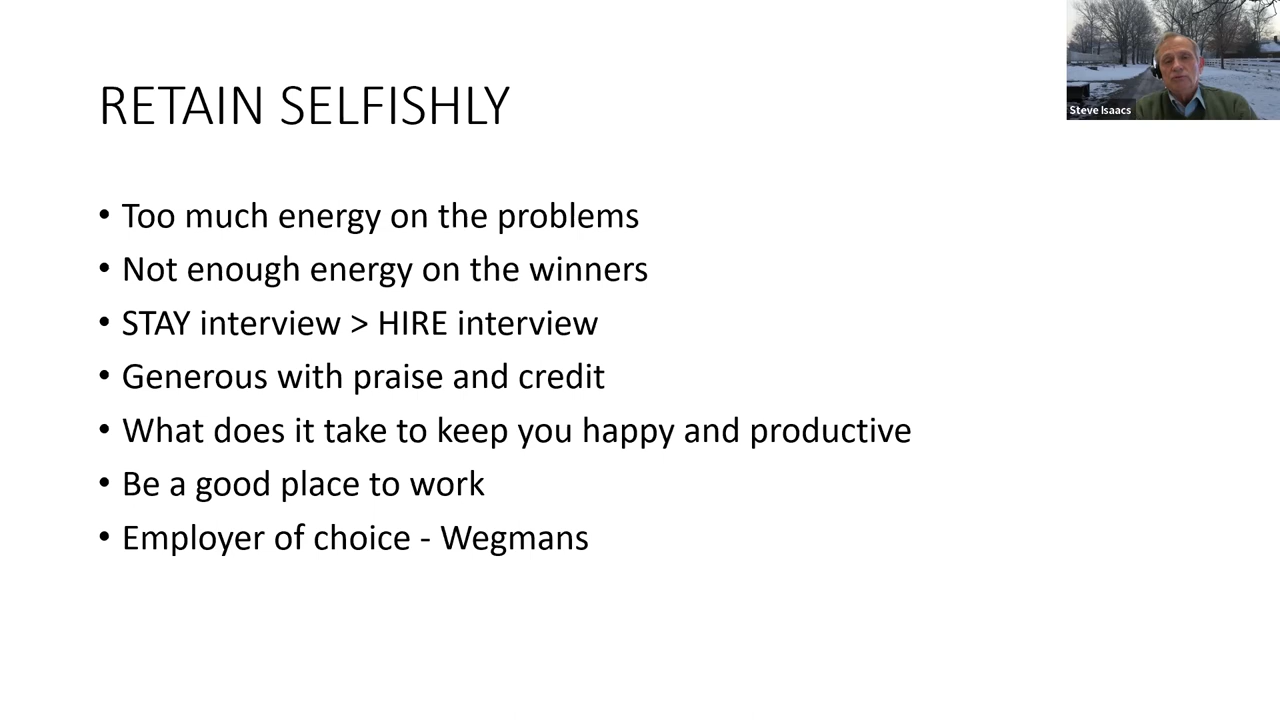 RETAIN SELFISHLY
Steve Isaacs
• Too much energy on the problems
• Not enough energy on the winners
• STAY interview > HIRE interview
• Generous with praise and credit
• What does it take to keep you happy and productive
• Be a good place to work
• Employer of choice - Wegmans